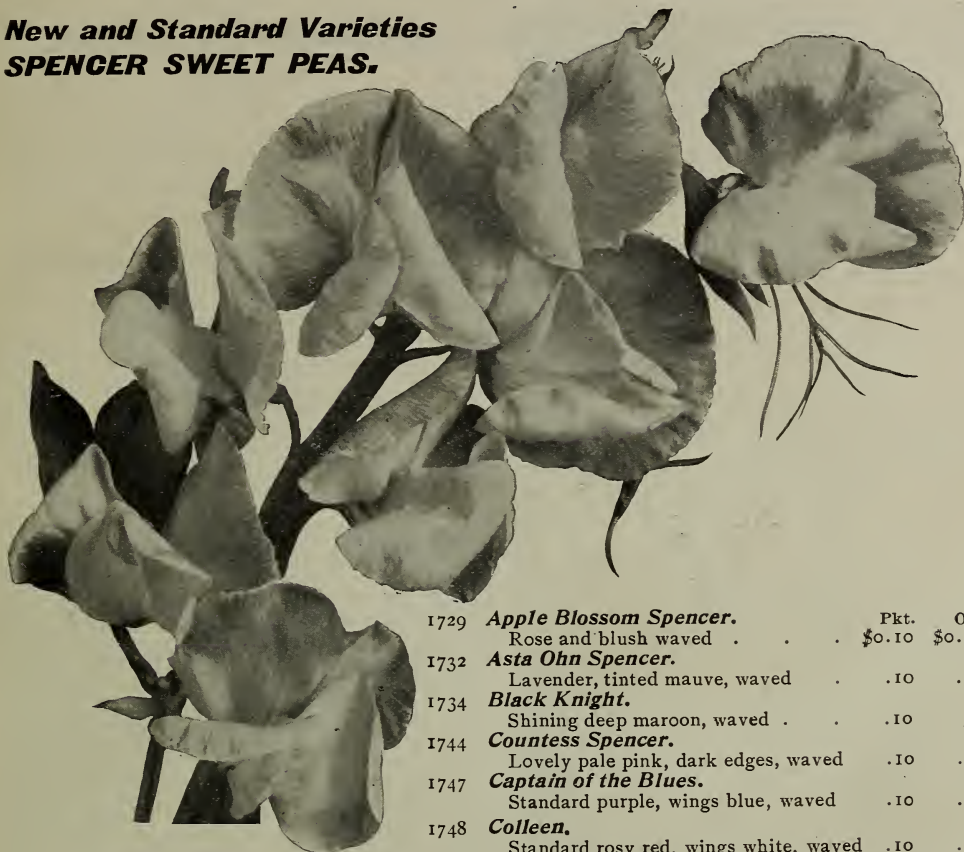 New and Standard Varieties
SPENCER SWEET PEAS.
Pkt.
1729 Apple Blossom Spencer.
Rose and blush waved . . . $0.10 $0.
1732 Asta Ohn Spencer.
Lavender, tinted mauve, waved . .10 .
1734 Black Knight.
Shining deep maroon, waved . . .10 .
1744 Countess Spencer.
Lovely pale pink, dark edges, waved .10 .
1747 Captain of the Blues.
Standard purple, wings blue, waved .10 .
1748 Colleen.
Standard rosy red, wings white, waved .10 .